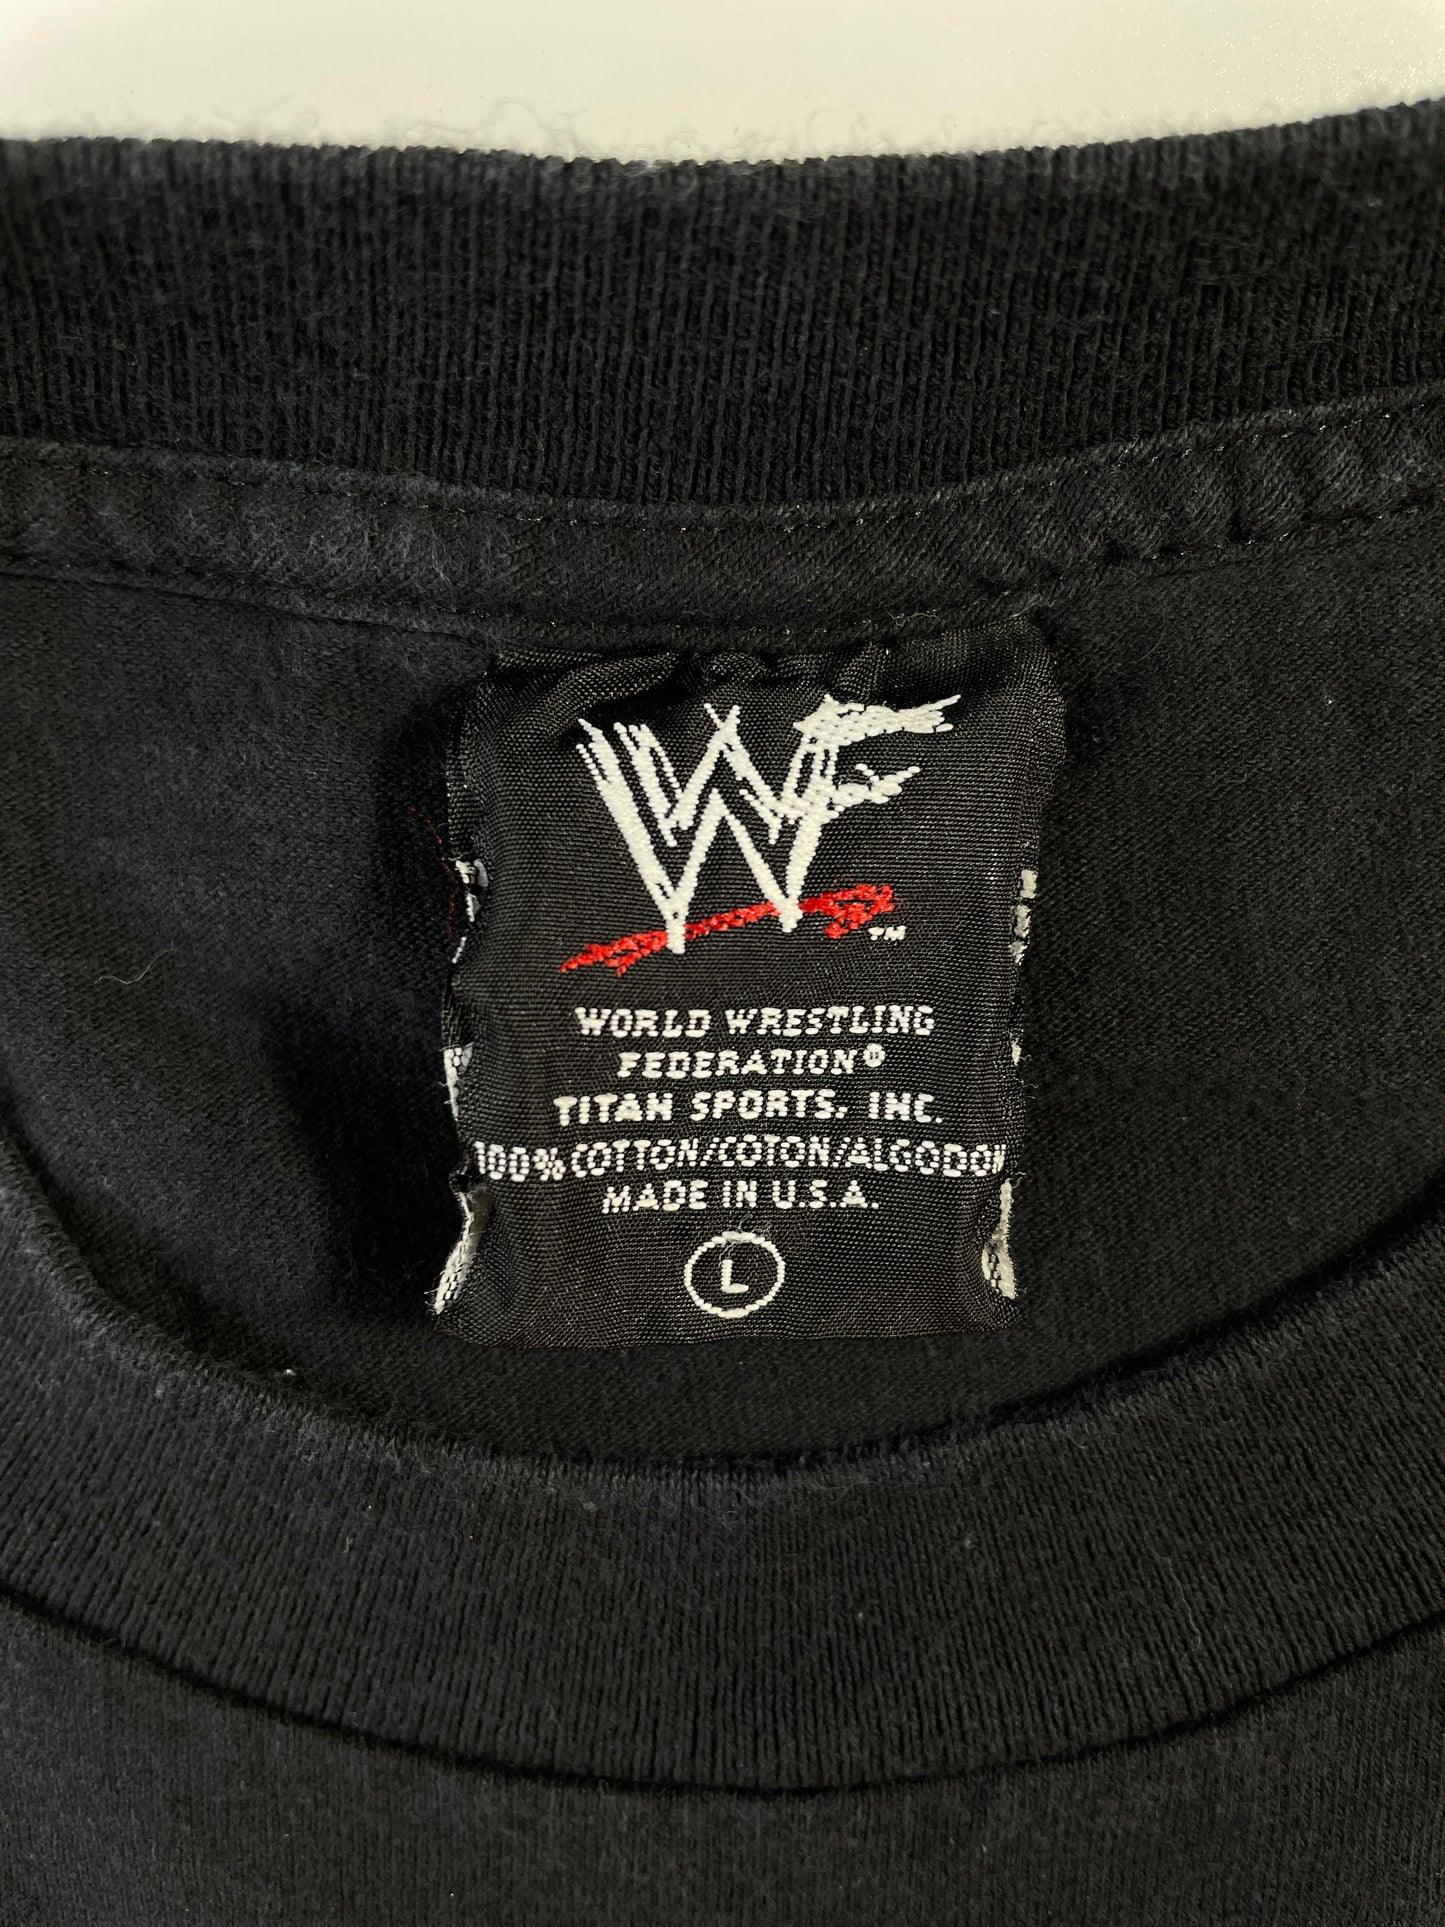 WF
TM
WORLD WRESTLING
FEDERATION®
TITAN SPORTS, INC.
100% COTTON/COTON/ALGODON
MADE IN U.S.A.
L